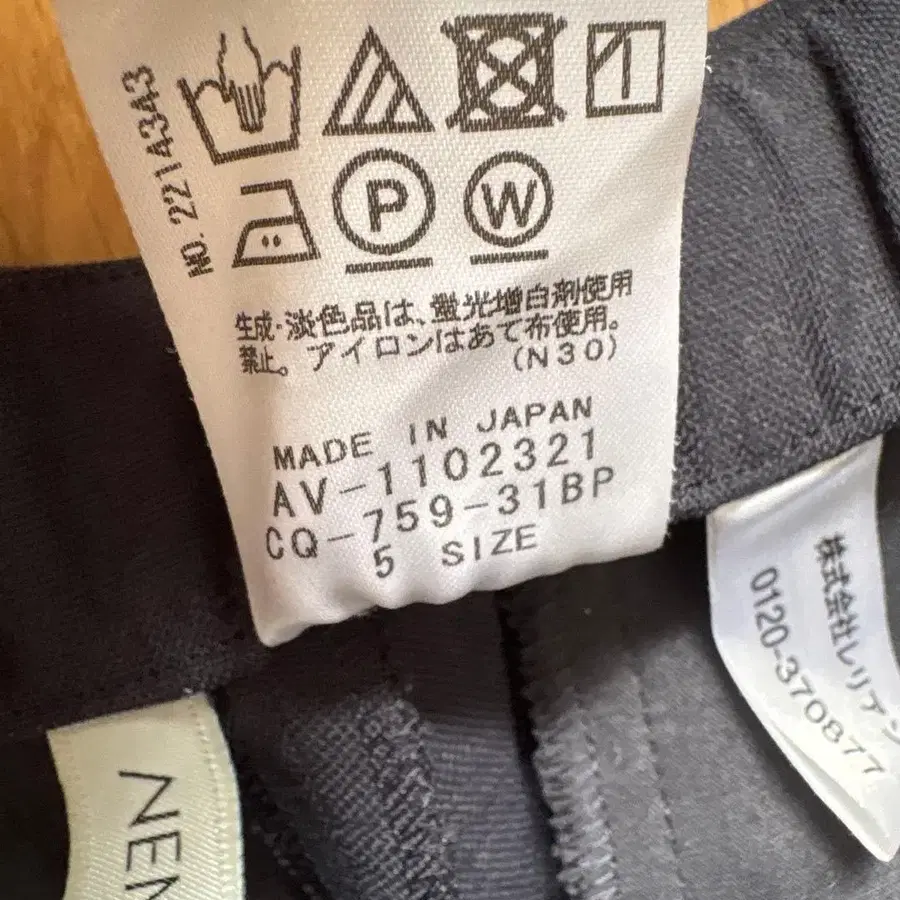 NO. 2214343
P W
生成・淡色品は、蛍光増白剤使用
禁止。アイロンはあて布使用。
(N30)
MADE IN JAPAN
AV-1102321
CQ-759-31BP
5 SIZE
株式会社レリアン
0120-370877
NEW